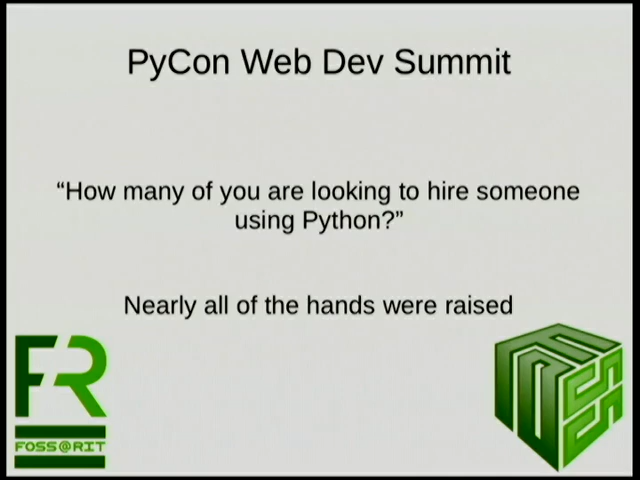 PyCon Web Dev Summit
“How many of you are looking to hire someone
using Python?”
Nearly all of the hands were raised
FR
FOSS@RIT
FOSS